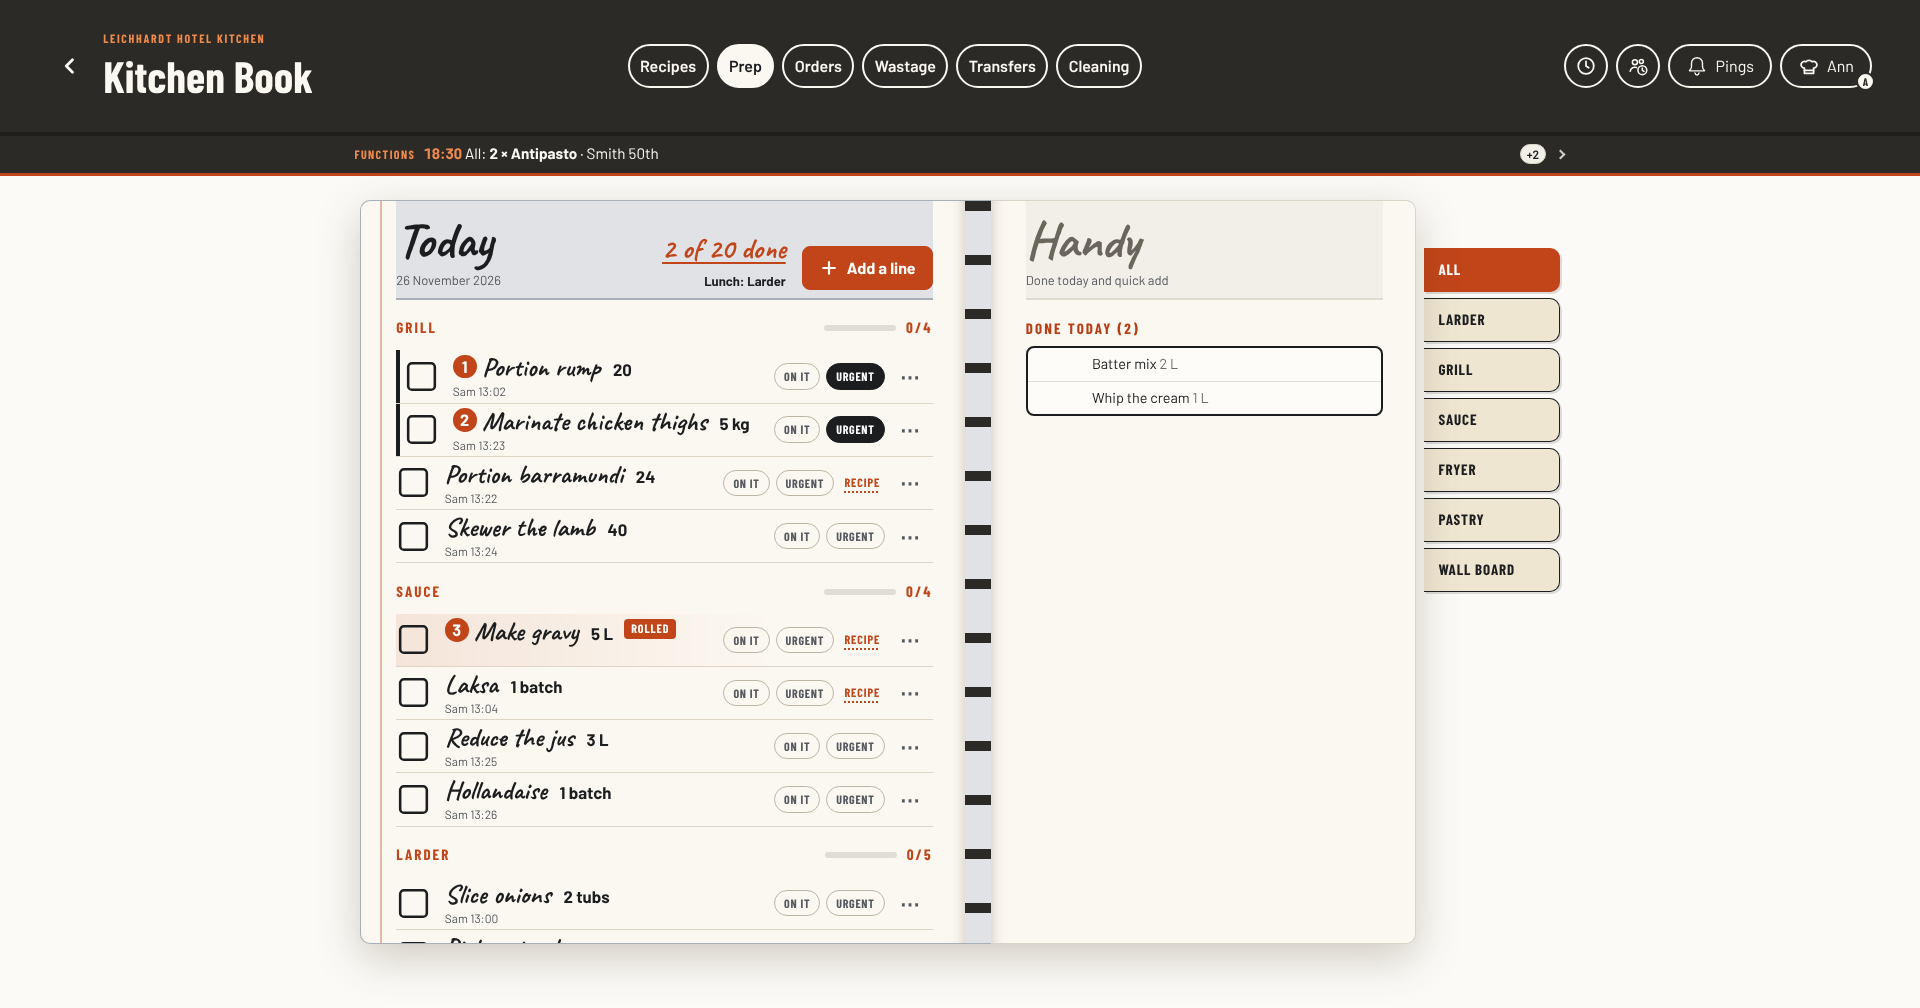 LEICHHARDT HOTEL KITCHEN
Kitchen Book
Recipes Prep Orders Wastage Transfers Cleaning
Pings Ann A
FUNCTIONS 18:30 All: 2 × Antipasto · Smith 50th +2
Today
2 of 20 done
26 November 2026
Lunch: Larder
+ Add a line
GRILL 0/4
1 Portion rump 20 ON IT URGENT
Sam 13:02
2 Marinate chicken thighs 5 kg ON IT URGENT
Sam 13:23
Portion barramundi 24 ON IT URGENT RECIPE
Sam 13:22
Skewer the lamb 40 ON IT URGENT
Sam 13:24
SAUCE 0/4
3 Make gravy 5 L ROLLED ON IT URGENT RECIPE
Laksa 1 batch ON IT URGENT RECIPE
Sam 13:04
Reduce the jus 3 L ON IT URGENT
Sam 13:25
Hollandaise 1 batch ON IT URGENT
Sam 13:26
LARDER 0/5
Slice onions 2 tubs ON IT URGENT
Sam 13:00
Handy
Done today and quick add
DONE TODAY (2)
Batter mix 2 L
Whip the cream 1 L
ALL
LARDER
GRILL
SAUCE
FRYER
PASTRY
WALL BOARD